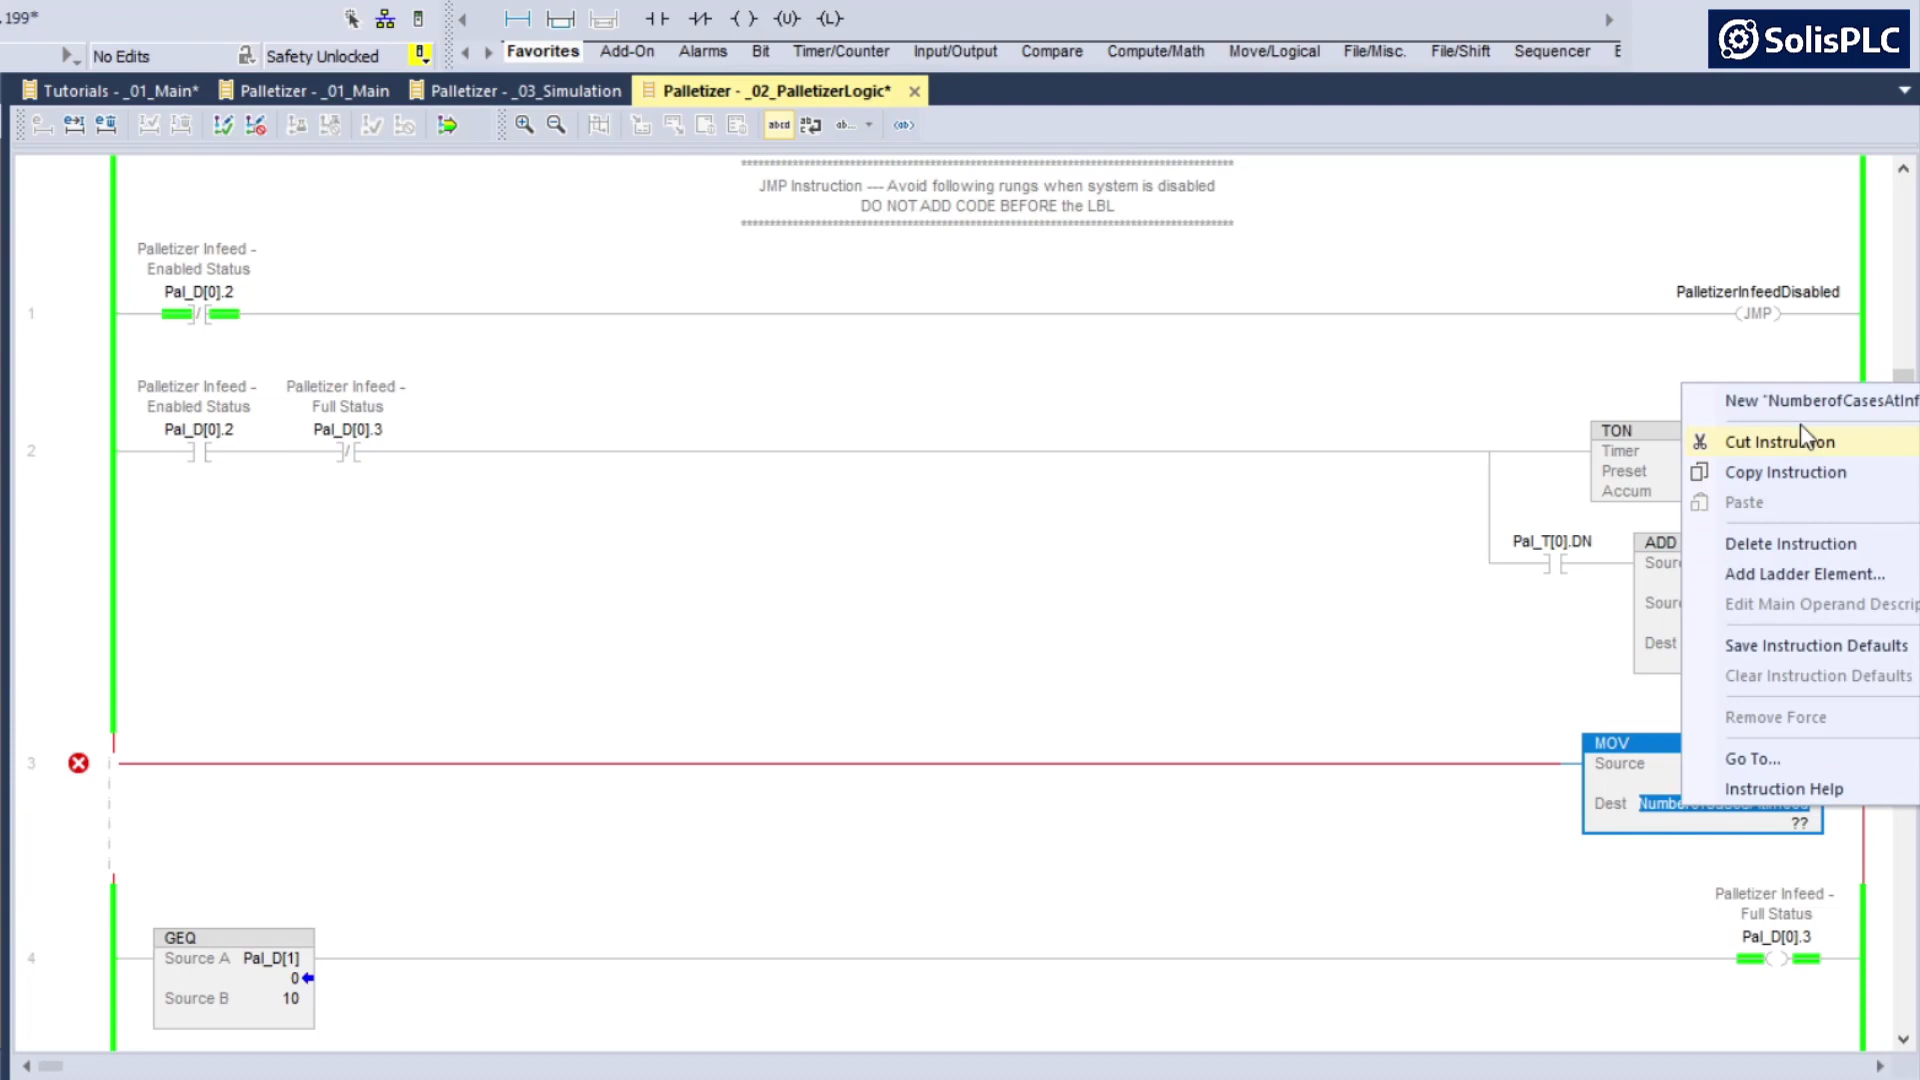 .199*
No Edits
Safety Unlocked
Favorites Add-On Alarms Bit Timer/Counter Input/Output Compare Compute/Math Move/Logical File/Misc. File/Shift Sequencer
SolisPLC
Tutorials - _01_Main* Palletizer - _01_Main Palletizer - _03_Simulation Palletizer - _02_PalletizerLogic*
JMP Instruction --- Avoid following rungs when system is disabled
DO NOT ADD CODE BEFORE the LBL
Palletizer Infeed -
Enabled Status
Pal_D[0].2
PalletizerInfeedDisabled
1
JMP
Palletizer Infeed -
Enabled Status
Pal_D[0].2
Palletizer Infeed -
Full Status
Pal_D[0].3
2
TON
Timer
Preset
Accum
Pal_T[0].DN
ADD
Sour
Sour
Dest
New "NumberofCasesAtInf
Cut Instruction
Copy Instruction
Paste
Delete Instruction
Add Ladder Element...
Edit Main Operand Descrip
Save Instruction Defaults
Clear Instruction Defaults
Remove Force
Go To...
Instruction Help
3
MOV
Source
Dest
??
Palletizer Infeed -
Full Status
Pal_D[0].3
4
GEQ
Source A Pal_D[1]
0
Source B 10